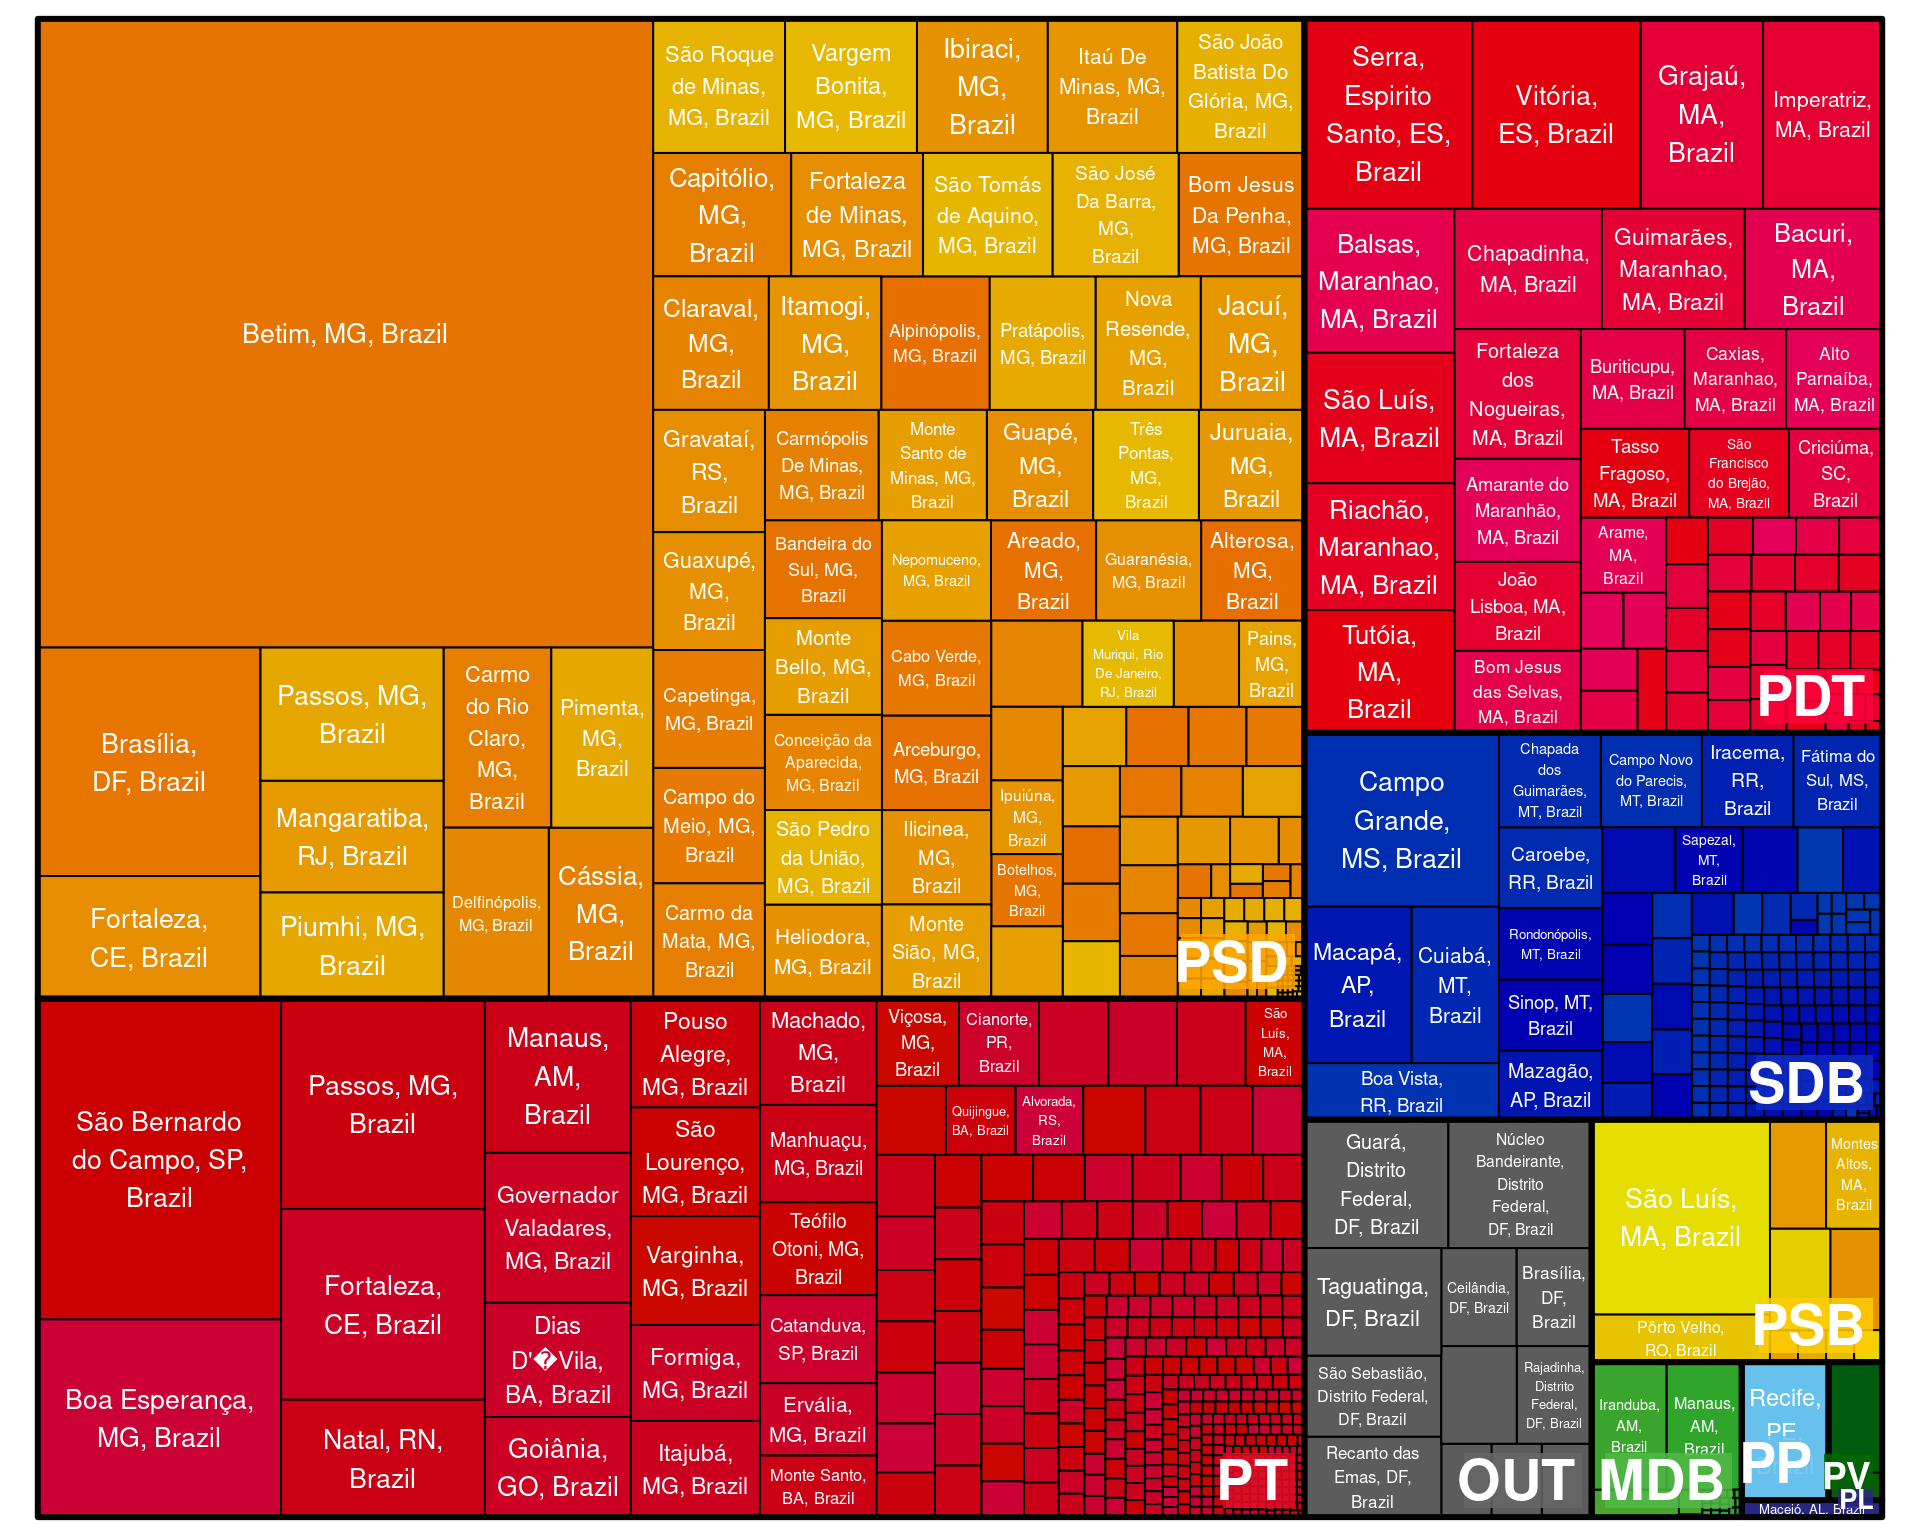 Betim, MG, Brazil
Brasília,
DF, Brazil
Fortaleza,
CE, Brazil
Passos, MG,
Brazil
Mangaratiba,
RJ, Brazil
Piumhi, MG,
Brazil
Carmo
do Rio
Claro,
MG,
Brazil
Pimenta,
MG,
Brazil
Delfinópolis,
MG, Brazil
Cássia,
MG,
Brazil
São Roque
de Minas,
MG, Brazil
Vargem
Bonita,
MG, Brazil
Ibiraci,
MG,
Brazil
Itaú De
Minas, MG,
Brazil
São João
Batista Do
Glória, MG,
Brazil
Capitólio,
MG,
Brazil
Fortaleza
de Minas,
MG, Brazil
São Tomás
de Aquino,
MG, Brazil
São José
Da Barra,
MG,
Brazil
Bom Jesus
Da Penha,
MG, Brazil
Claraval,
MG,
Brazil
Itamogi,
MG,
Brazil
Alpinópolis,
MG, Brazil
Pratápolis,
MG, Brazil
Nova
Resende,
MG,
Brazil
Jacuí,
MG,
Brazil
Gravataí,
RS,
Brazil
Carmópolis
De Minas,
MG, Brazil
Monte
Santo de
Minas, MG,
Brazil
Guapé,
MG,
Brazil
Três
Pontas,
MG,
Brazil
Juruaia,
MG,
Brazil
Guaxupé,
MG,
Brazil
Bandeira do
Sul, MG,
Brazil
Nepomuceno,
MG, Brazil
Areado,
MG,
Brazil
Guaranésia,
MG, Brazil
Alterosa,
MG,
Brazil
Monte
Bello, MG,
Brazil
Cabo Verde,
MG, Brazil
Vila
Muriqui, Rio
De Janeiro,
RJ, Brazil
Pains,
MG,
Brazil
Capetinga,
MG, Brazil
Conceição da
Aparecida,
MG, Brazil
Arceburgo,
MG, Brazil
Campo do
Meio, MG,
Brazil
São Pedro
da União,
MG, Brazil
Ilicinea,
MG,
Brazil
Ipuiúna,
MG,
Brazil
Botelhos,
MG,
Brazil
Carmo da
Mata, MG,
Brazil
Heliodora,
MG, Brazil
Monte
Sião, MG,
Brazil
PSD
São Bernardo
do Campo, SP,
Brazil
Boa Esperança,
MG, Brazil
Passos, MG,
Brazil
Fortaleza,
CE, Brazil
Natal, RN,
Brazil
Manaus,
AM,
Brazil
Governador
Valadares,
MG, Brazil
Dias
D'�Vila,
BA, Brazil
Goiânia,
GO, Brazil
Pouso
Alegre,
MG, Brazil
São
Lourenço,
MG, Brazil
Varginha,
MG, Brazil
Formiga,
MG, Brazil
Itajubá,
MG, Brazil
Machado,
MG,
Brazil
Manhuaçu,
MG, Brazil
Teófilo
Otoni, MG,
Brazil
Catanduva,
SP, Brazil
Ervália,
MG, Brazil
Monte Santo,
BA, Brazil
Viçosa,
MG,
Brazil
Cianorte,
PR,
Brazil
São
Luís,
MA,
Brazil
Quijingue,
BA, Brazil
Alvorada,
RS,
Brazil
PT
Serra,
Espirito
Santo, ES,
Brazil
Vitória,
ES, Brazil
Grajaú,
MA,
Brazil
Imperatriz,
MA, Brazil
Balsas,
Maranhao,
MA, Brazil
Chapadinha,
MA, Brazil
Guimarães,
Maranhao,
MA, Brazil
Bacuri,
MA,
Brazil
São Luís,
MA, Brazil
Fortaleza
dos
Nogueiras,
MA, Brazil
Buriticupu,
MA, Brazil
Caxias,
Maranhao,
MA, Brazil
Alto
Parnaíba,
MA, Brazil
Tasso
Fragoso,
MA, Brazil
São
Francisco
do Brejão,
MA, Brazil
Criciúma,
SC,
Brazil
Riachão,
Maranhao,
MA, Brazil
Amarante do
Maranhão,
MA, Brazil
Arame,
MA,
Brazil
João
Lisboa, MA,
Brazil
Tutóia,
MA,
Brazil
Bom Jesus
das Selvas,
MA, Brazil
PDT
Campo
Grande,
MS, Brazil
Chapada
dos
Guimarães,
MT, Brazil
Campo Novo
do Parecis,
MT, Brazil
Iracema,
RR,
Brazil
Fátima do
Sul, MS,
Brazil
Caroebe,
RR, Brazil
Sapezal,
MT,
Brazil
Macapá,
AP,
Brazil
Cuiabá,
MT,
Brazil
Rondonópolis,
MT, Brazil
Sinop, MT,
Brazil
Boa Vista,
RR, Brazil
Mazagão,
AP, Brazil
SDB
Guará,
Distrito
Federal,
DF, Brazil
Núcleo
Bandeirante,
Distrito
Federal,
DF, Brazil
Taguatinga,
DF, Brazil
Ceilândia,
DF, Brazil
Brasília,
DF,
Brazil
São Sebastião,
Distrito Federal,
DF, Brazil
Rajadinha,
Distrito
Federal,
DF, Brazil
Recanto das
Emas, DF,
Brazil
OUT
São Luís,
MA, Brazil
Montes
Altos,
MA,
Brazil
Pôrto Velho,
RO, Brazil
PSB
Iranduba,
AM,
Brazil
Manaus,
AM,
Brazil
MDB
Recife,
PE,
PP
PV
PL
Maceió, AL, Brazil